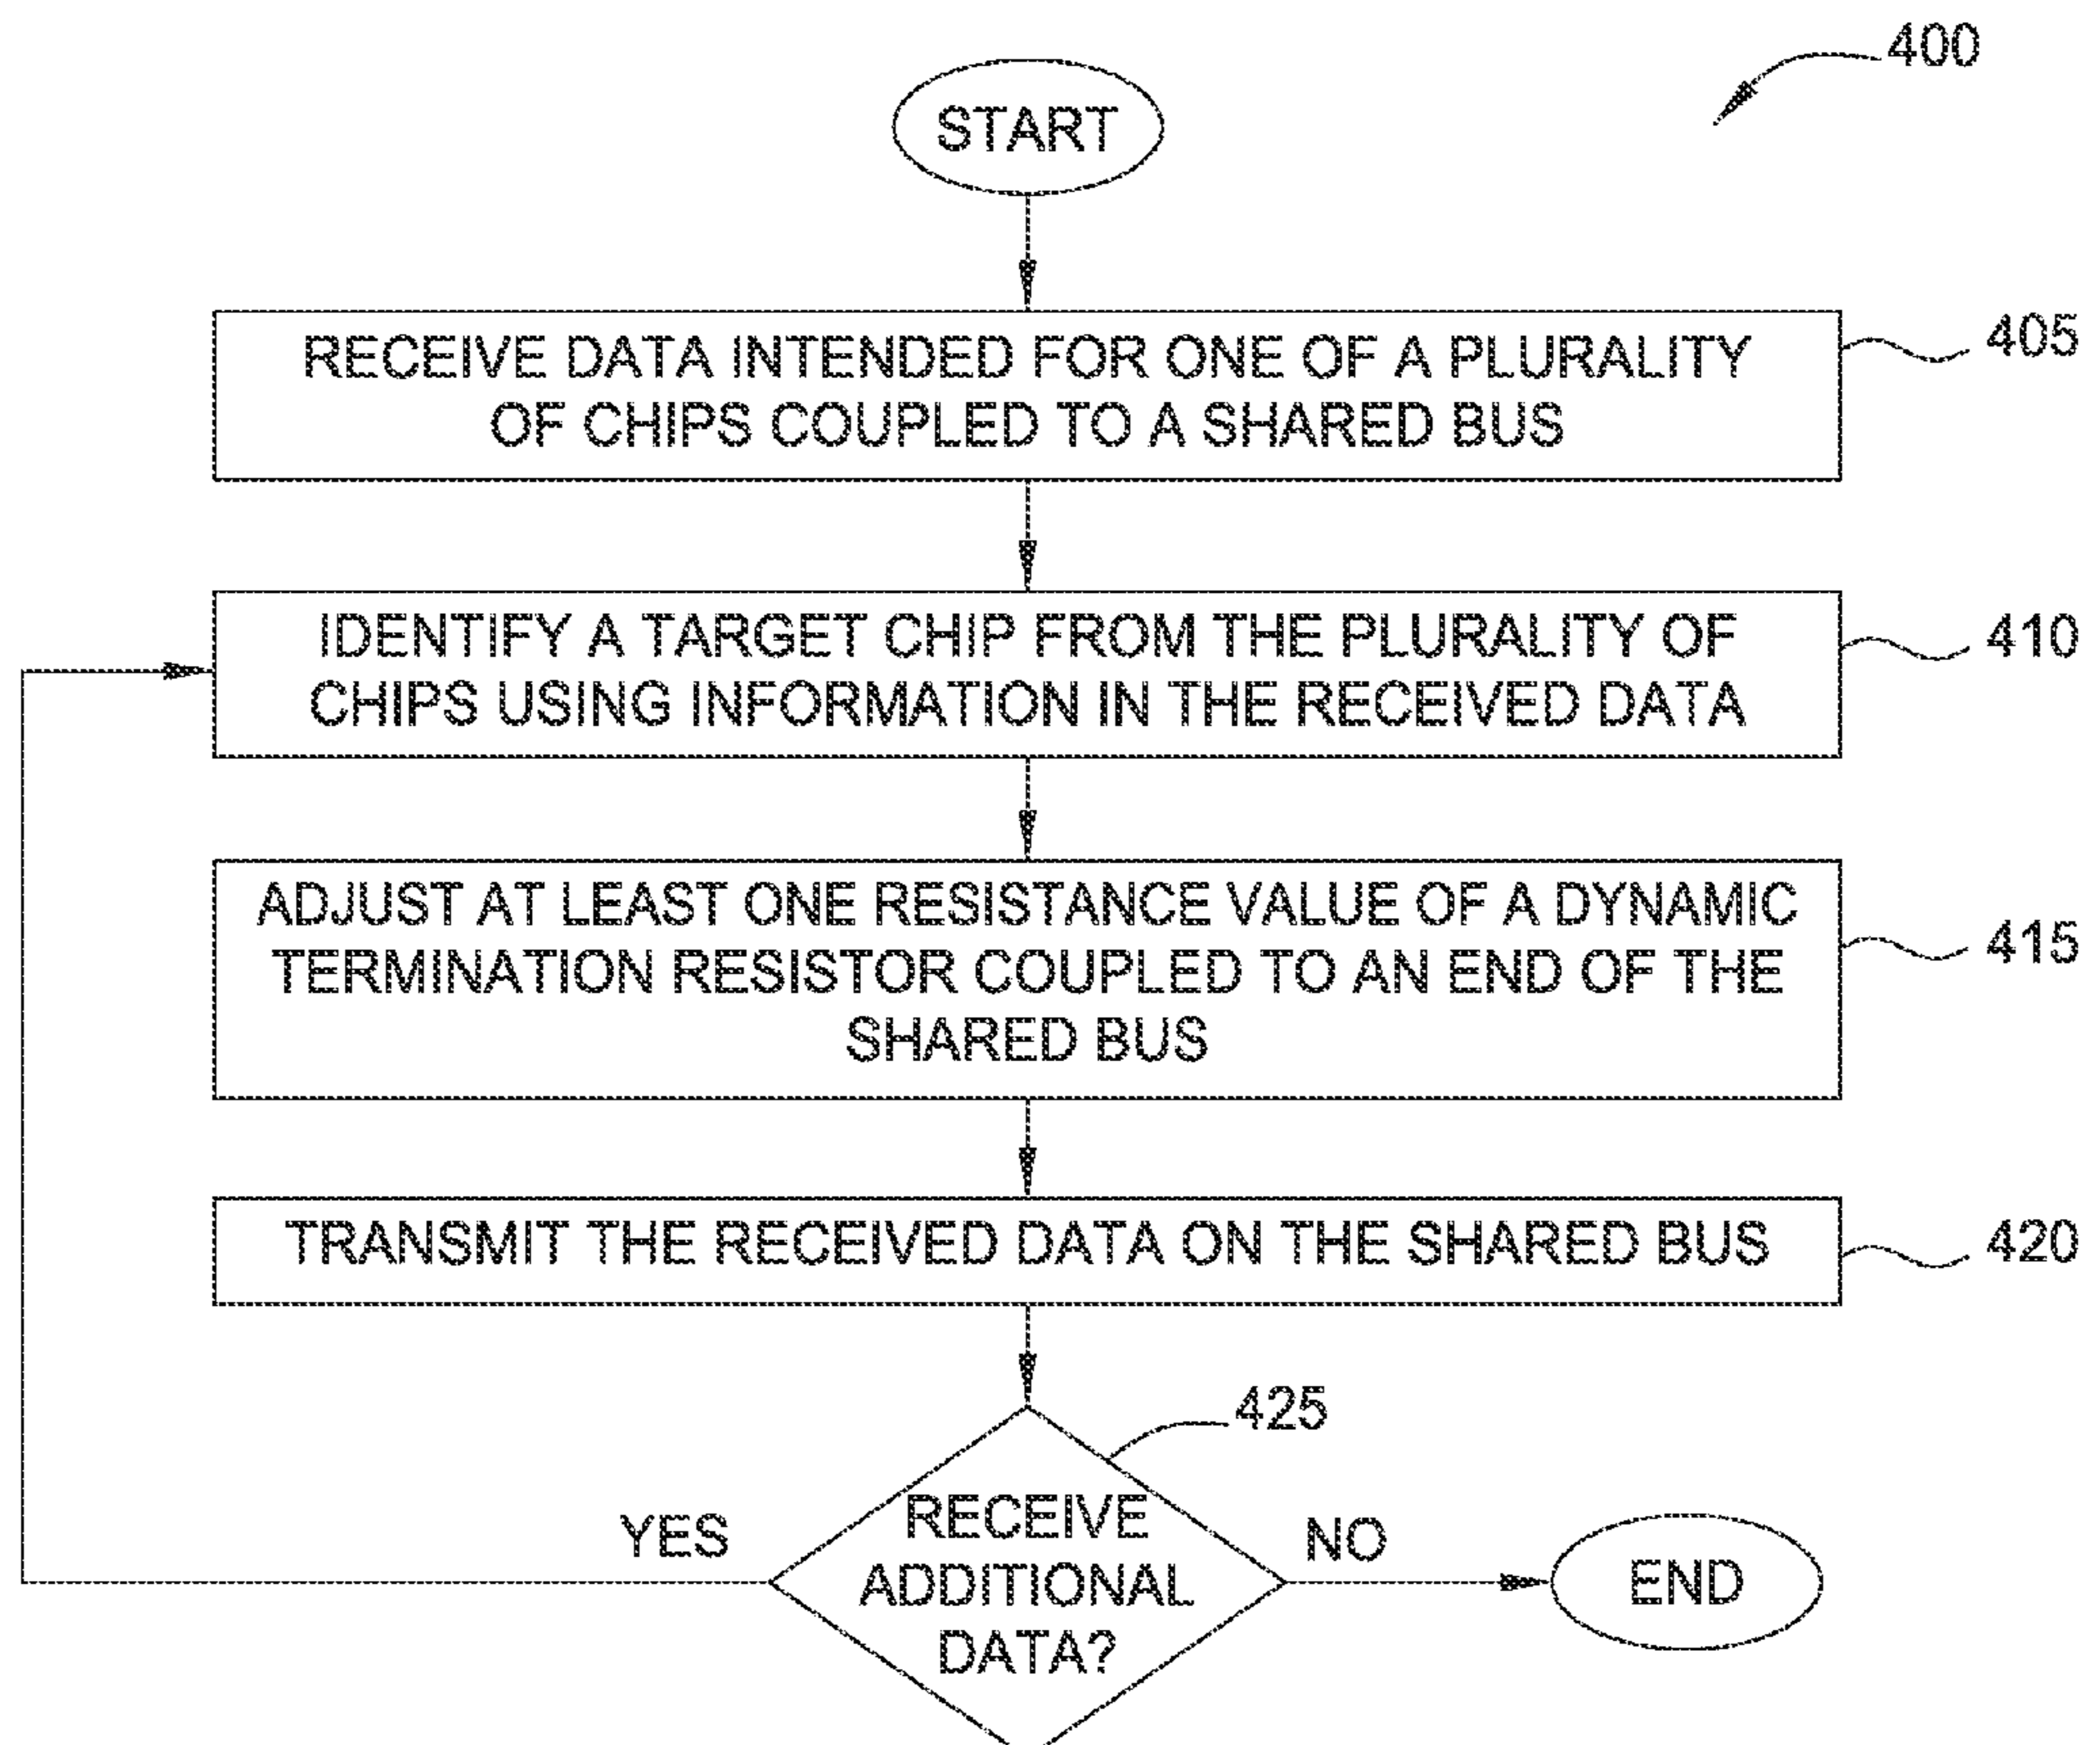 400
START
RECEIVE DATA INTENDED FOR ONE OF A PLURALITY
OF CHIPS COUPLED TO A SHARED BUS
405
IDENTIFY A TARGET CHIP FROM THE PLURALITY OF
CHIPS USING INFORMATION IN THE RECEIVED DATA
410
ADJUST AT LEAST ONE RESISTANCE VALUE OF A DYNAMIC
TERMINATION RESISTOR COUPLED TO AN END OF THE
SHARED BUS
415
TRANSMIT THE RECEIVED DATA ON THE SHARED BUS
420
425
RECEIVE
ADDITIONAL
DATA?
YES
NO
END